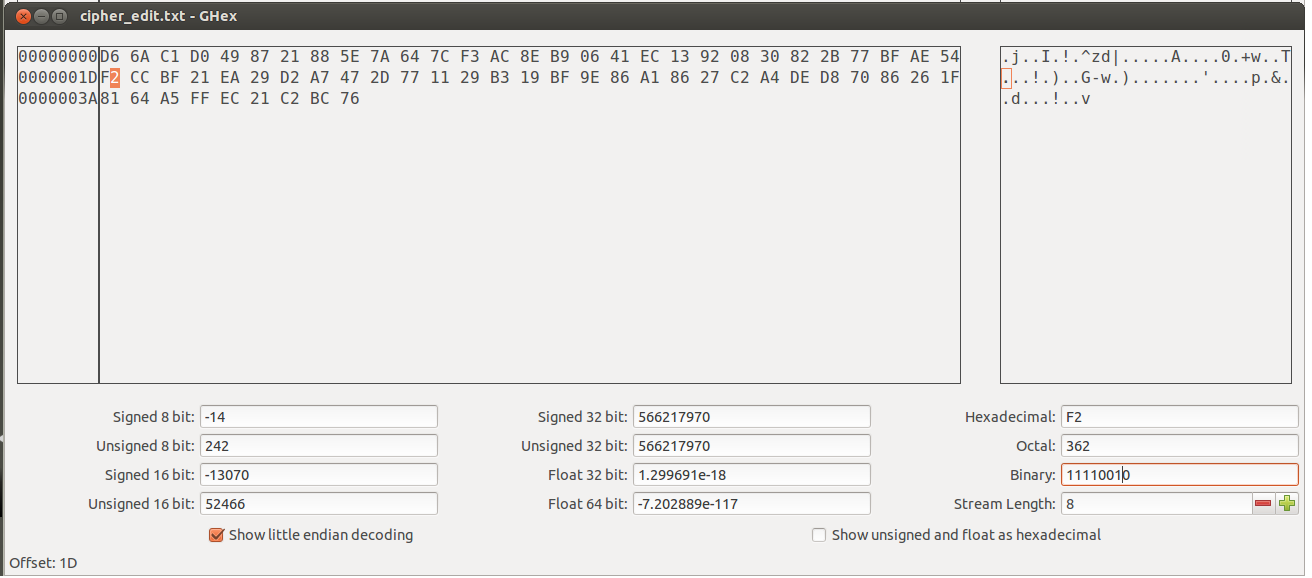 cipher_edit.txt - GHex
00000000 D6 6A C1 D0 49 87 21 88 5E 7A 64 7C F3 AC 8E B9 06 41 EC 13 92 08 30 82 2B 77 BF AE 54 .j..I.!.^zd|.....A....0.+w..T
0000001D F2 CC BF 21 EA 29 D2 A7 47 2D 77 11 29 B3 19 BF 9E 86 A1 86 27 C2 A4 DE D8 70 86 26 1F ...!.)..G-w.).......'....p.&.
0000003A 81 64 A5 FF EC 21 C2 BC 76 .d...!..v
Signed 8 bit: -14 Signed 32 bit: 566217970 Hexadecimal: F2
Unsigned 8 bit: 242 Unsigned 32 bit: 566217970 Octal: 362
Signed 16 bit: -13070 Float 32 bit: 1.299691e-18 Binary: 11110010
Unsigned 16 bit: 52466 Float 64 bit: -7.202889e-117 Stream Length: 8
Show little endian decoding Show unsigned and float as hexadecimal
Offset: 1D